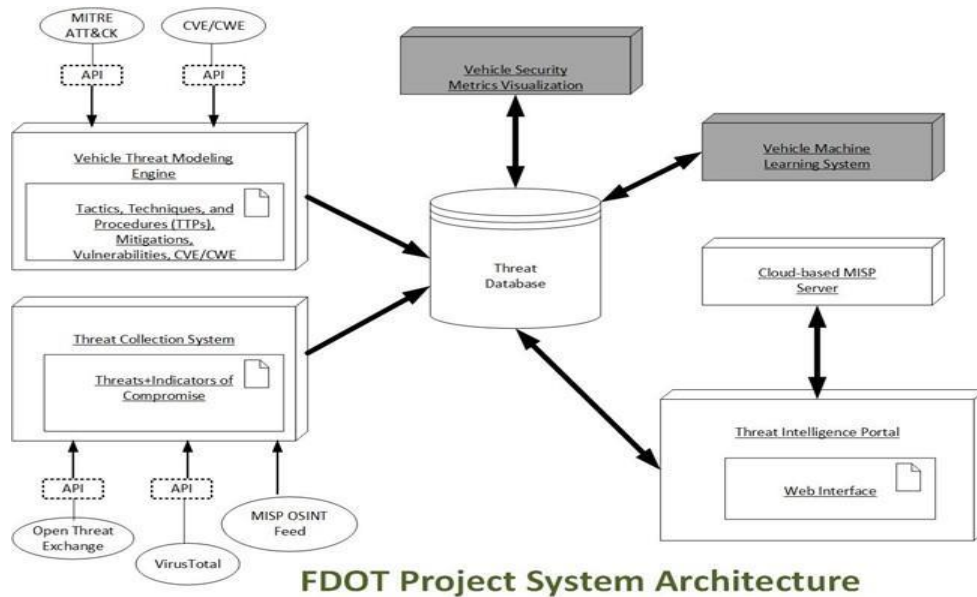 MITRE
ATT&CK
CVE/CWE
API
API
Vehicle Security
Metrics Visualization
Vehicle Threat Modeling
Engine
Tactics, Techniques, and
Procedures (TTPs),
Mitigations,
Vulnerabilities, CVE/CWE
Vehicle Machine
Learning System
Threat
Database
Cloud-based MISP
Server
Threat Collection System
Threats+Indicators of
Compromise
Threat Intelligence Portal
Web Interface
API
API
Open Threat
Exchange
VirusTotal
MISP OSINT
Feed
FDOT Project System Architecture